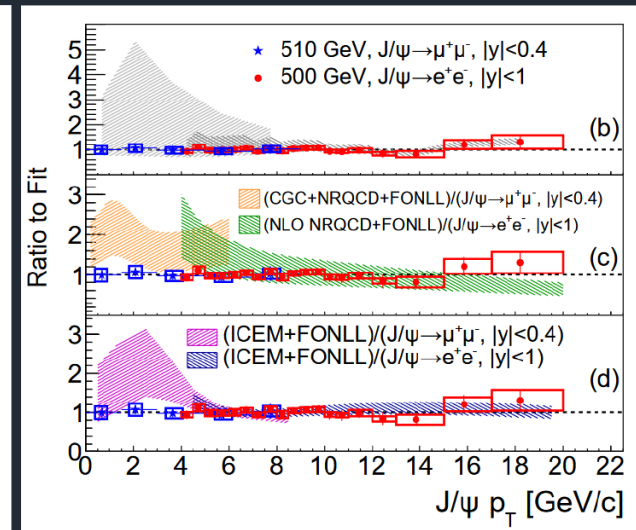 5
4
3
2
1
510 GeV, J/ψ→μ⁺μ⁻, |y|<0.4
500 GeV, J/ψ→e⁺e⁻, |y|<1
(b)
Ratio to Fit
3
2
1
(CGC+NRQCD+FONLL)/(J/ψ→μ⁺μ⁻, |y|<0.4)
(NLO NRQCD+FONLL)/(J/ψ→e⁺e⁻, |y|<1)
(c)
3
2
1
0
(ICEM+FONLL)/(J/ψ→μ⁺μ⁻, |y|<0.4)
(ICEM+FONLL)/(J/ψ→e⁺e⁻, |y|<1)
(d)
0 2 4 6 8 10 12 14 16 18 20 22
J/ψ p_T [GeV/c]